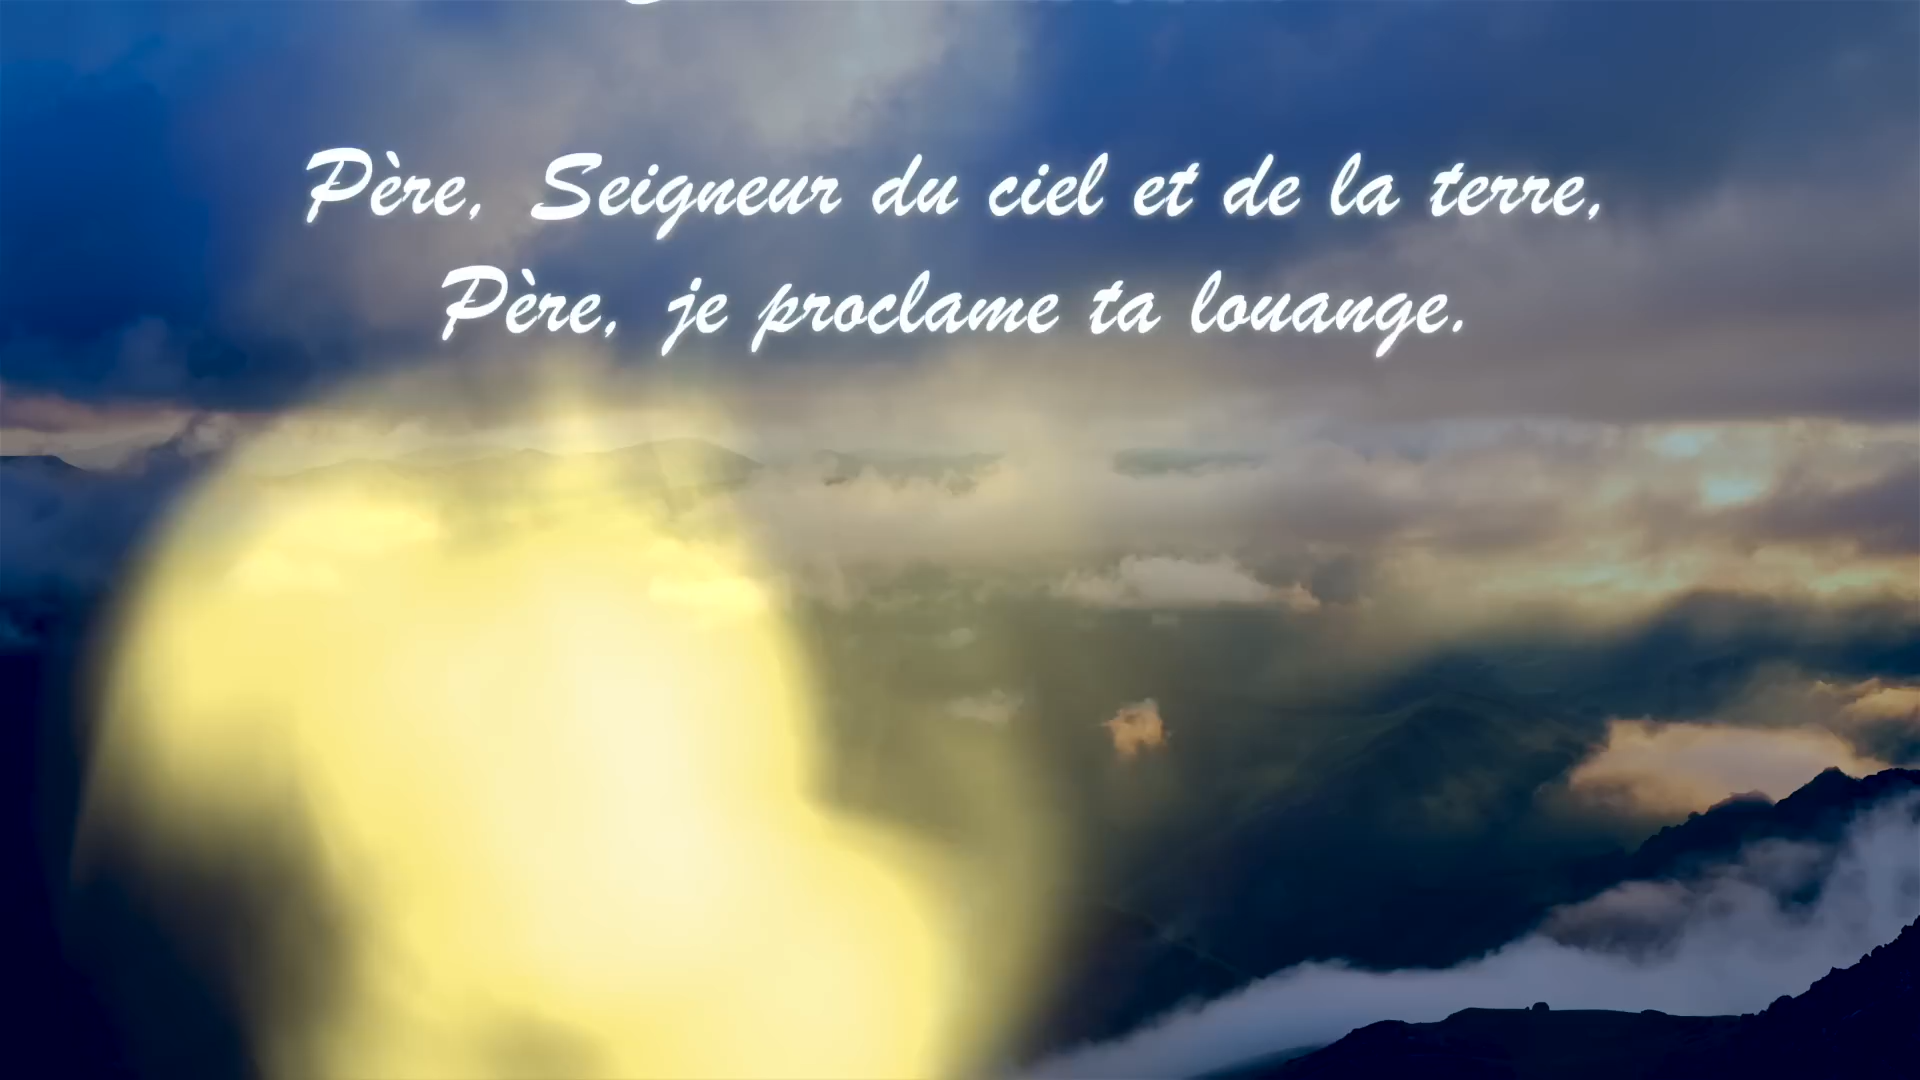 Père, Seigneur du ciel et de la terre,
Père, je proclame ta louange.